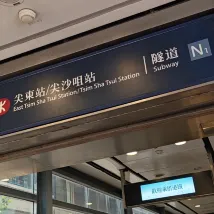 尖東站/尖沙咀站
East Tsim Sha Tsui Station/Tsim Sha Tsui Station
隧道
Subway
N1